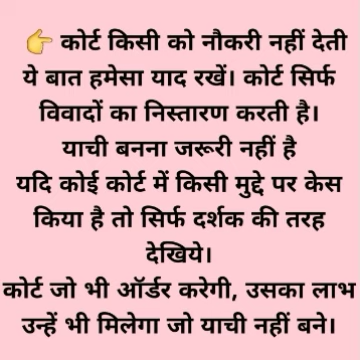 👉 कोर्ट किसी को नौकरी नहीं देती
ये बात हमेसा याद रखें। कोर्ट सिर्फ
विवादों का निस्तारण करती है।
याची बनना जरूरी नहीं है
यदि कोई कोर्ट में किसी मुद्दे पर केस
किया है तो सिर्फ दर्शक की तरह
देखिये।
कोर्ट जो भी ऑर्डर करेगी, उसका लाभ
उन्हें भी मिलेगा जो याची नहीं बने।